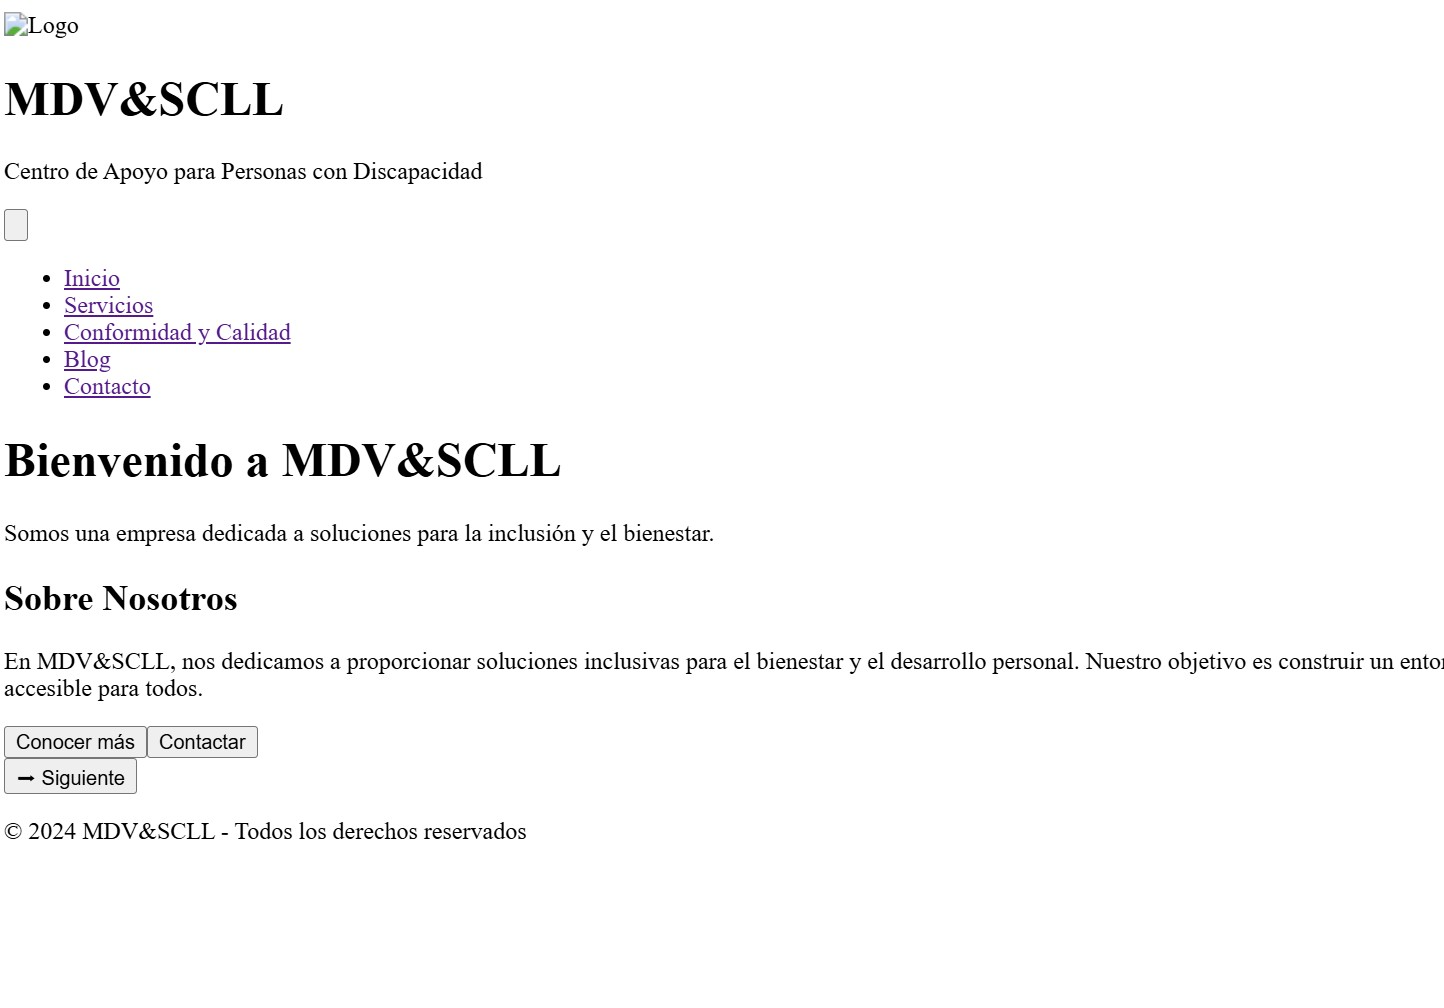 Logo
MDV&SCLL
Centro de Apoyo para Personas con Discapacidad
Inicio
Servicios
Conformidad y Calidad
Blog
Contacto
Bienvenido a MDV&SCLL
Somos una empresa dedicada a soluciones para la inclusión y el bienestar.
Sobre Nosotros
En MDV&SCLL, nos dedicamos a proporcionar soluciones inclusivas para el bienestar y el desarrollo personal. Nuestro objetivo es construir un
accesible para todos.
Conocer más Contactar
➞ Siguiente
© 2024 MDV&SCLL - Todos los derechos reservados